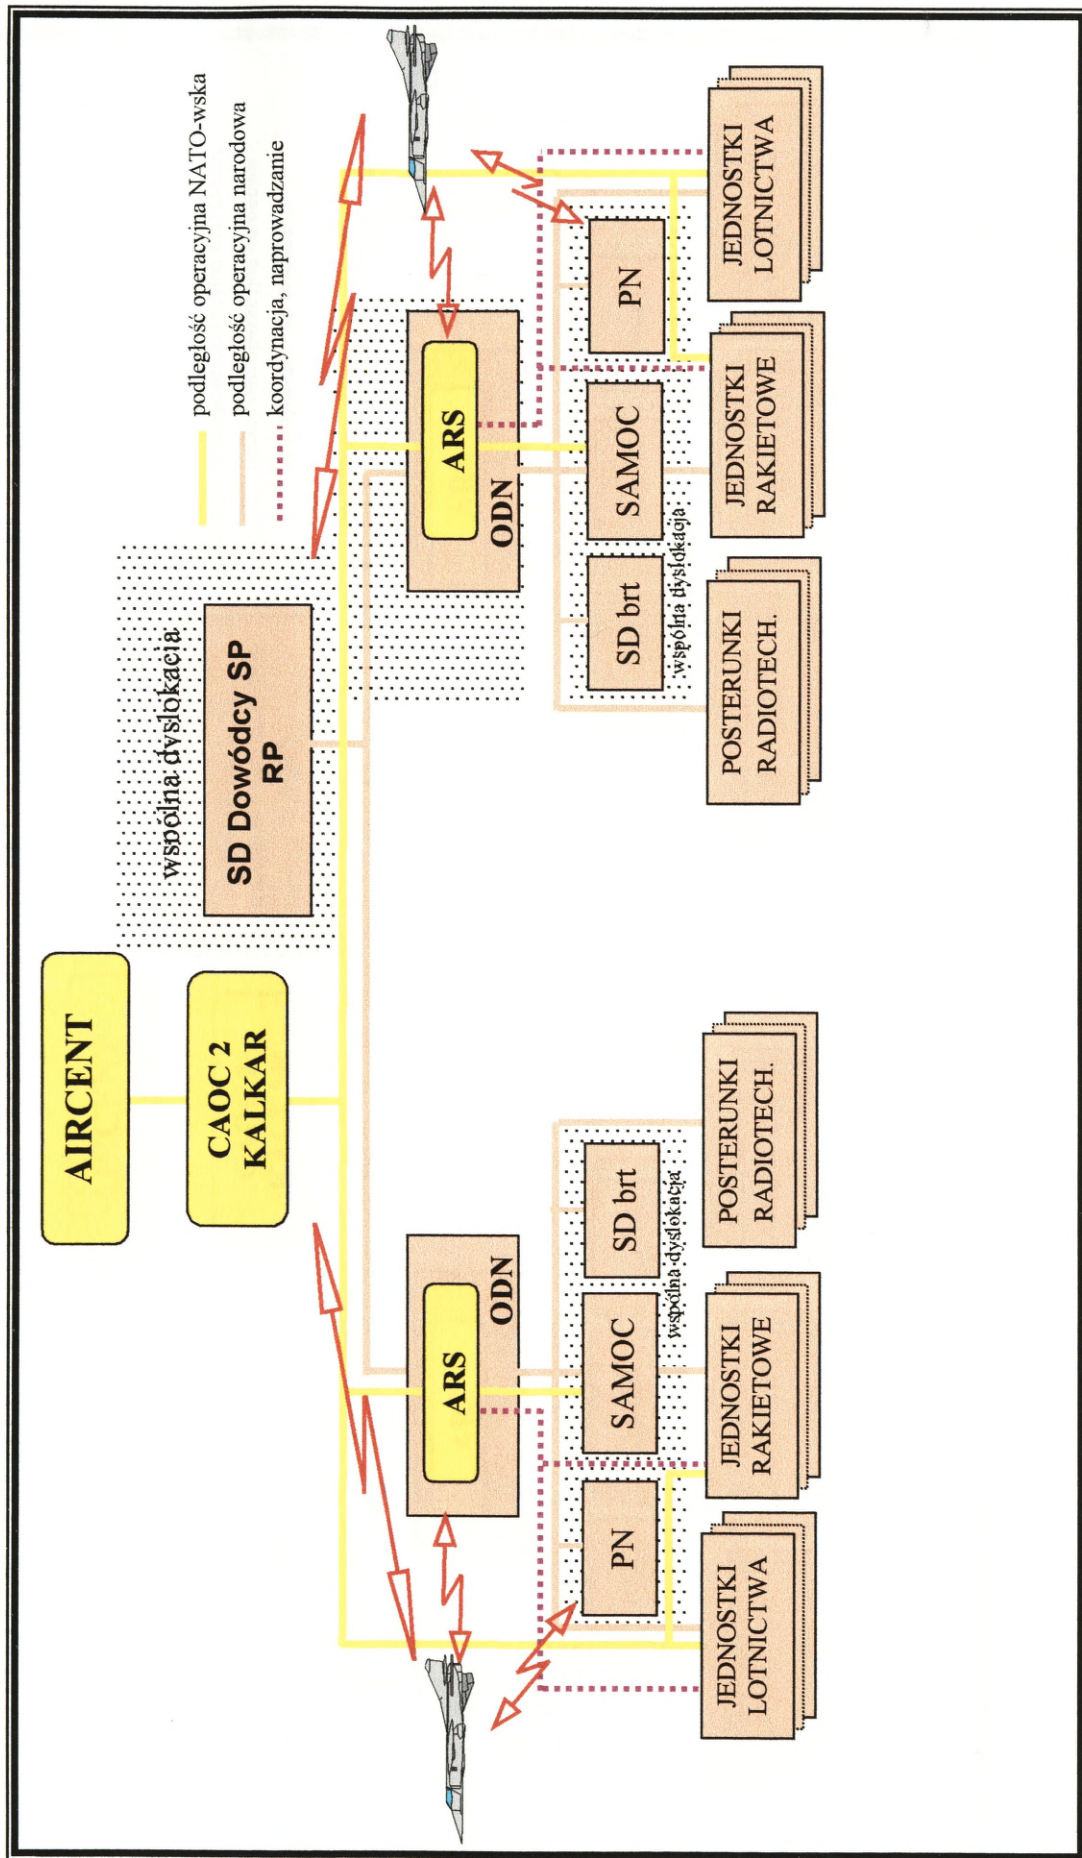 AIRCENT
CAOC 2
KALKAR
wspólna dyslokacja
SD Dowódcy SP
RP
podległość operacyjna NATO-wska
podległość operacyjna narodowa
koordynacja, naprowadzanie
ARS
ODN
ARS
ODN
PN
SAMOC
SD brt
wspólna dyslokacja
SD brt
SAMOC
PN
wspólna dyslokacja
JEDNOSTKI
LOTNICTWA
JEDNOSTKI
RAKIETOWE
POSTERUNKI
RADIOTECH.
POSTERUNKI
RADIOTECH.
JEDNOSTKI
RAKIETOWE
JEDNOSTKI
LOTNICTWA